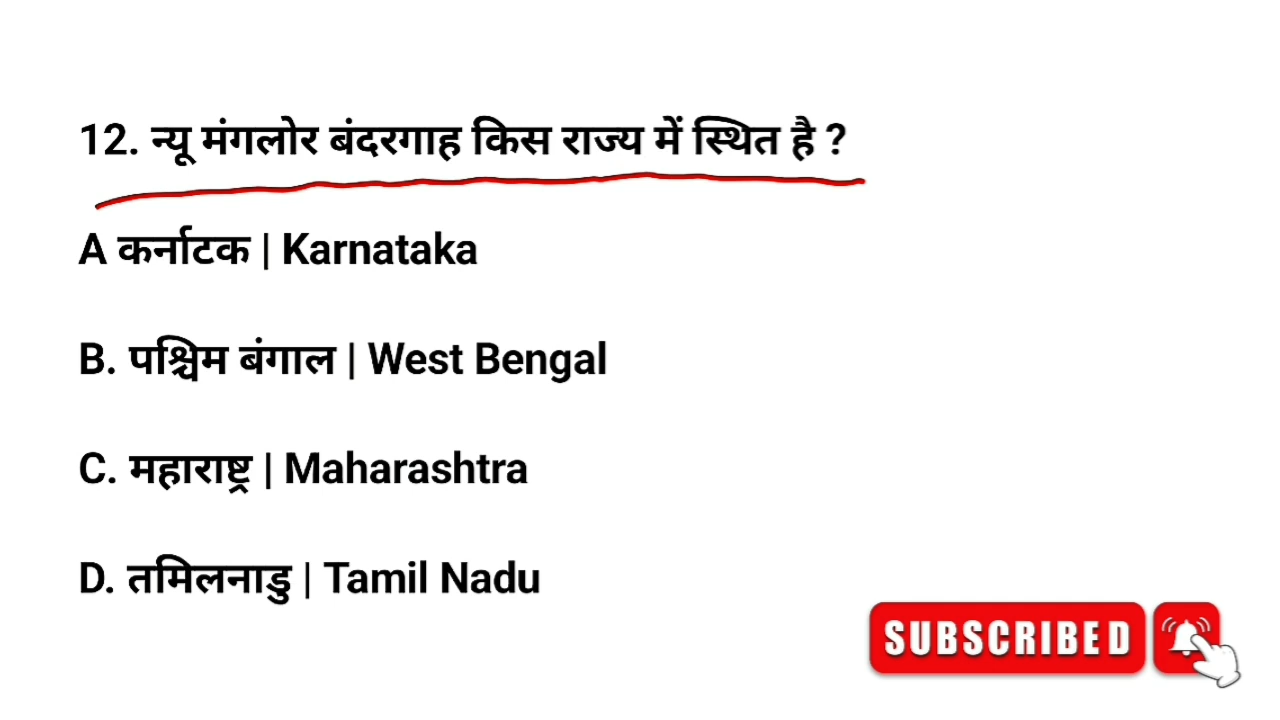 12. न्यू मंगलोर बंदरगाह किस राज्य में स्थित है ?
A कर्नाटक | Karnataka
B. पश्चिम बंगाल | West Bengal
C. महाराष्ट्र | Maharashtra
D. तमिलनाडु | Tamil Nadu
SUBSCRIBED